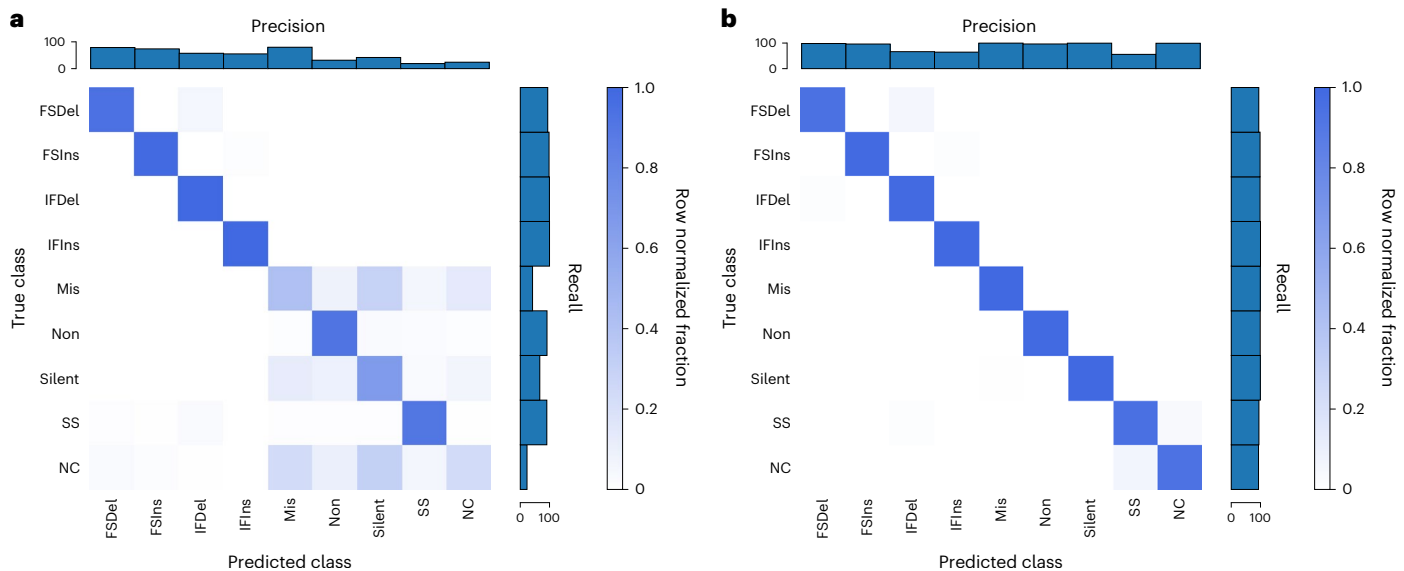 a
Precision
100
0
FSDel
FSIns
IFDel
IFIns
Mis
Non
Silent
SS
NC
True class
FSDel
FSIns
IFDel
IFIns
Mis
Non
Silent
SS
NC
Predicted class
Recall
0 100
1.0
0.8
0.6
0.4
0.2
0
Row normalized fraction
b
Precision
100
0
FSDel
FSIns
IFDel
IFIns
Mis
Non
Silent
SS
NC
True class
FSDel
FSIns
IFDel
IFIns
Mis
Non
Silent
SS
NC
Predicted class
Recall
0 100
1.0
0.8
0.6
0.4
0.2
0
Row normalized fraction